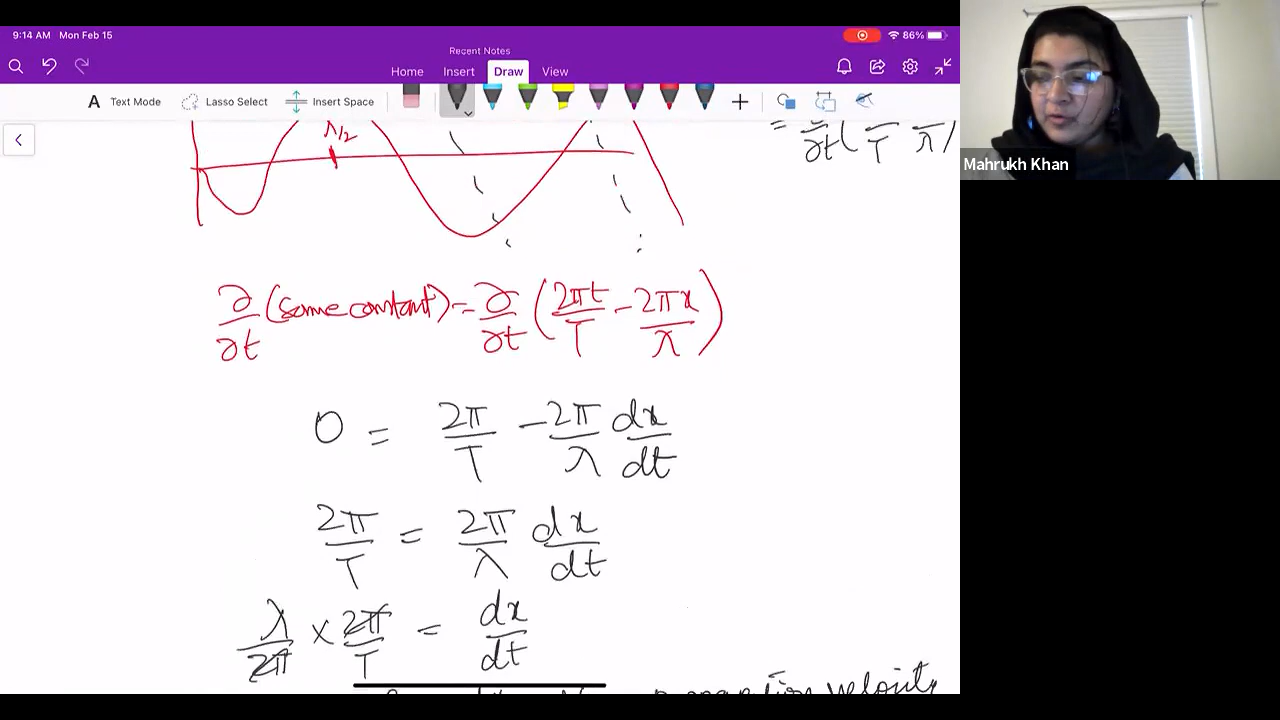 9:14 AM Mon Feb 15
86%
Recent Notes
Home Insert Draw View
A Text Mode Lasso Select Insert Space
Mahrukh Khan
λ/2
= ∂/∂t ( /T /λ )
∂/∂t (some constant) = ∂/∂t (2πt/T - 2πx/λ)
0 = 2π/T - 2π/λ dx/dt
2π/T = 2π/λ dx/dt
λ/2π × 2π/T = dx/dt
velocity